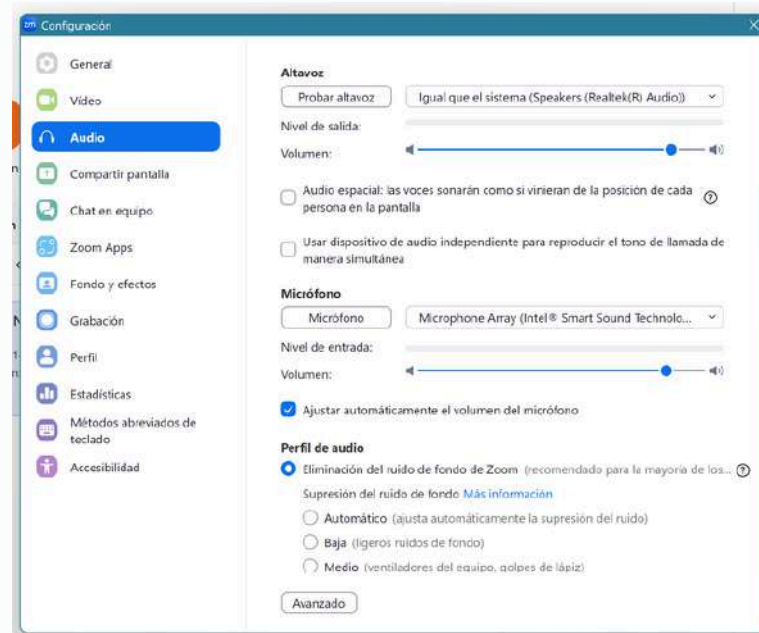 zm Configuración
General
Vídeo
Audio
Compartir pantalla
Chat en equipo
Zoom Apps
Fondo y efectos
Grabación
Perfil
Estadísticas
Métodos abreviados de
teclado
Accesibilidad
Altavoz
Probar altavoz
Igual que el sistema (Speakers (Realtek(R) Audio))
Nivel de salida:
Volumen:
Audio espacial: las voces sonarán como si vinieran de la posición de cada
persona en la pantalla
Usar dispositivo de audio independiente para reproducir el tono de llamada de
manera simultánea
Micrófono
Micrófono
Microphone Array (Intel® Smart Sound Technolo...
Nivel de entrada:
Volumen:
Ajustar automáticamente el volumen del micrófono
Perfil de audio
Eliminación del ruido de fondo de Zoom (recomendado para la mayoría de los...
Supresión del ruido de fondo Más información
Automático (ajusta automáticamente la supresión del ruido)
Baja (ligeros ruidos de fondo)
Medio (ventiladores del equipo, golpes de lápiz)
Avanzado